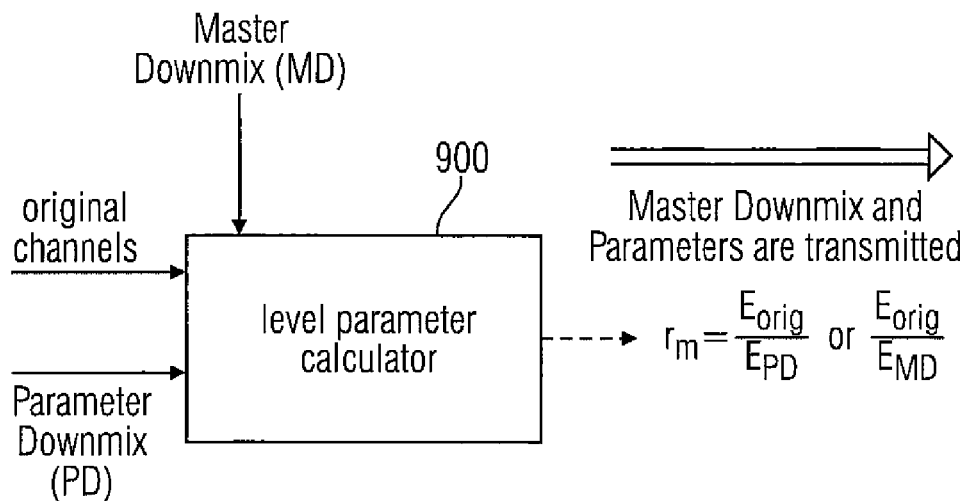 Master
Downmix (MD)
900
original
channels
Master Downmix and
Parameters are transmitted
level parameter
calculator
r_m = E_orig/E_PD or E_orig/E_MD
Parameter
Downmix
(PD)